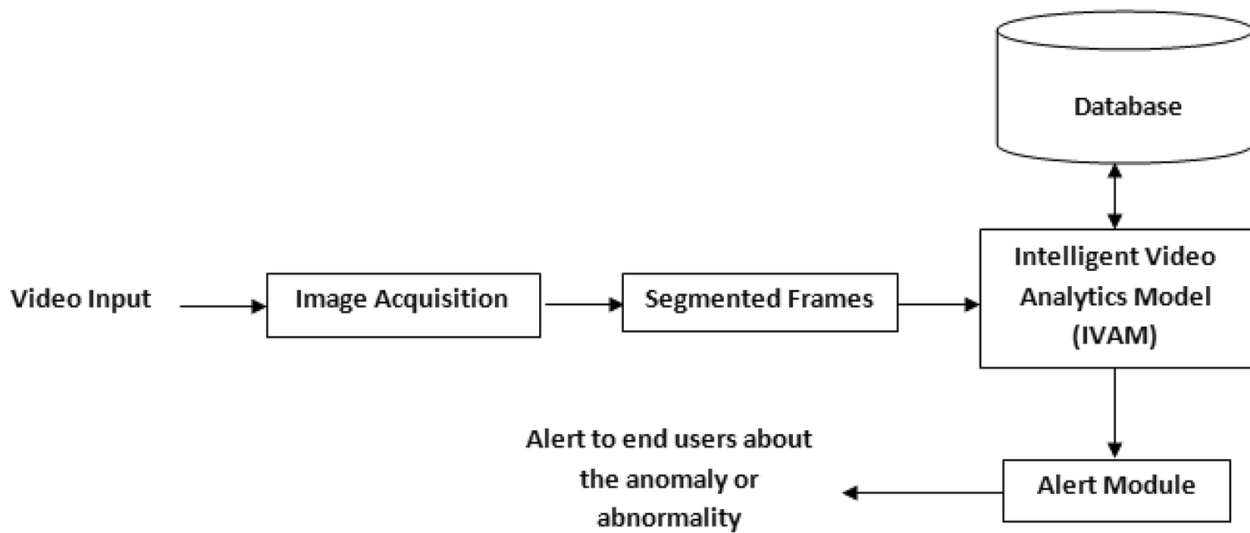 Database
Video Input
Image Acquisition
Segmented Frames
Intelligent Video
Analytics Model
(IVAM)
Alert to end users about
the anomaly or
abnormality
Alert Module